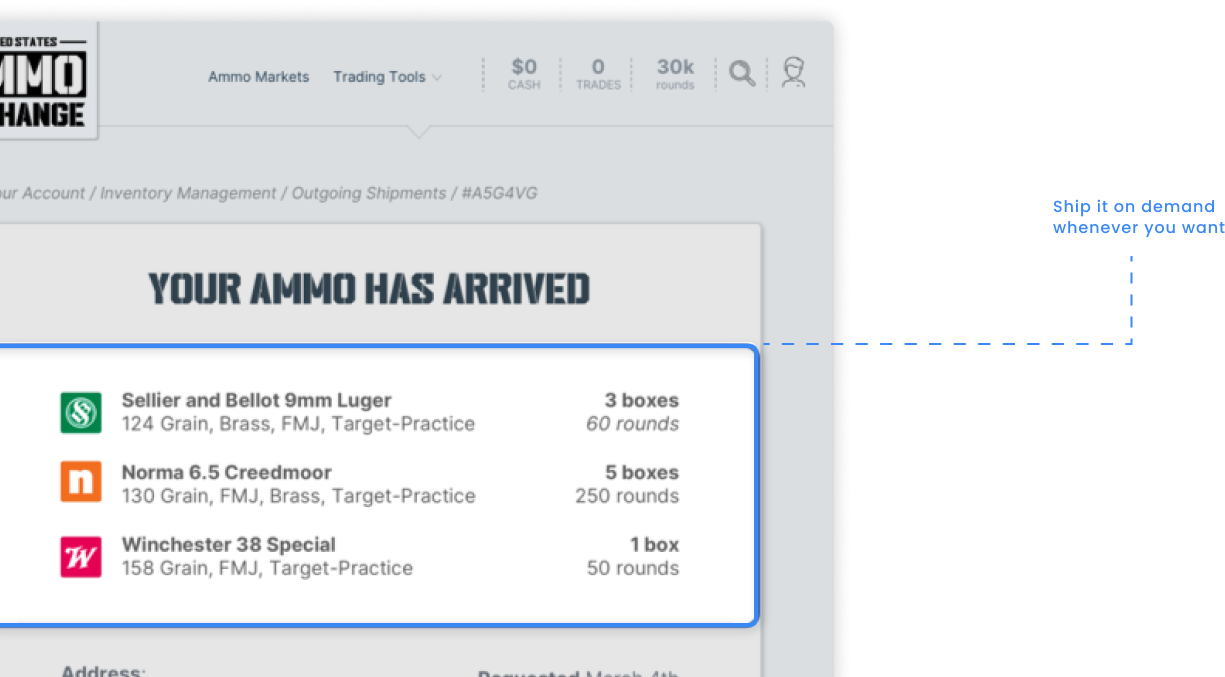 ED STATES
MMO
HANGE
Ammo Markets
Trading Tools
$0
CASH
0
TRADES
30k
rounds
ur Account / Inventory Management / Outgoing Shipments / #A5G4VG
Ship it on demand
whenever you want
YOUR AMMO HAS ARRIVED
Sellier and Bellot 9mm Luger
3 boxes
124 Grain, Brass, FMJ, Target-Practice
60 rounds
n
Norma 6.5 Creedmoor
5 boxes
130 Grain, FMJ, Brass, Target-Practice
250 rounds
W
Winchester 38 Special
1 box
158 Grain, FMJ, Target-Practice
50 rounds
Address:
Requested March 4th